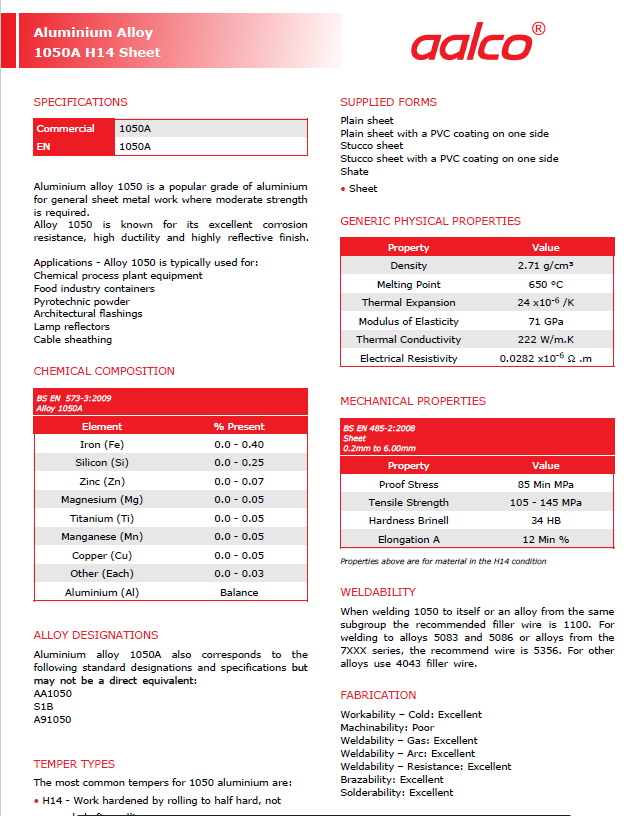 Aluminium Alloy
1050A H14 Sheet
aalco®
SPECIFICATIONS
Commercial 1050A
EN 1050A
Aluminium alloy 1050 is a popular grade of aluminium
for general sheet metal work where moderate strength
is required.
Alloy 1050 is known for its excellent corrosion
resistance, high ductility and highly reflective finish.
Applications - Alloy 1050 is typically used for:
Chemical process plant equipment
Food industry containers
Pyrotechnic powder
Architectural flashings
Lamp reflectors
Cable sheathing
CHEMICAL COMPOSITION
BS EN 573-3:2009
Alloy 1050A
Element % Present
Iron (Fe) 0.0 - 0.40
Silicon (Si) 0.0 - 0.25
Zinc (Zn) 0.0 - 0.07
Magnesium (Mg) 0.0 - 0.05
Titanium (Ti) 0.0 - 0.05
Manganese (Mn) 0.0 - 0.05
Copper (Cu) 0.0 - 0.05
Other (Each) 0.0 - 0.03
Aluminium (Al) Balance
ALLOY DESIGNATIONS
Aluminium alloy 1050A also corresponds to the
following standard designations and specifications but
may not be a direct equivalent:
AA1050
S1B
A91050
TEMPER TYPES
The most common tempers for 1050 aluminium are:
• H14 - Work hardened by rolling to half hard, not
SUPPLIED FORMS
Plain sheet
Plain sheet with a PVC coating on one side
Stucco sheet
Stucco sheet with a PVC coating on one side
Shate
• Sheet
GENERIC PHYSICAL PROPERTIES
Property Value
Density 2.71 g/cm³
Melting Point 650 °C
Thermal Expansion 24 x10⁻⁶ /K
Modulus of Elasticity 71 GPa
Thermal Conductivity 222 W/m.K
Electrical Resistivity 0.0282 x10⁻⁶ Ω .m
MECHANICAL PROPERTIES
BS EN 485-2:2008
Sheet
0.2mm to 6.00mm
Property Value
Proof Stress 85 Min MPa
Tensile Strength 105 - 145 MPa
Hardness Brinell 34 HB
Elongation A 12 Min %
Properties above are for material in the H14 condition
WELDABILITY
When welding 1050 to itself or an alloy from the same
subgroup the recommended filler wire is 1100. For
welding to alloys 5083 and 5086 or alloys from the
7XXX series, the recommend wire is 5356. For other
alloys use 4043 filler wire.
FABRICATION
Workability – Cold: Excellent
Machinability: Poor
Weldability – Gas: Excellent
Weldability – Arc: Excellent
Weldability – Resistance: Excellent
Brazability: Excellent
Solderability: Excellent